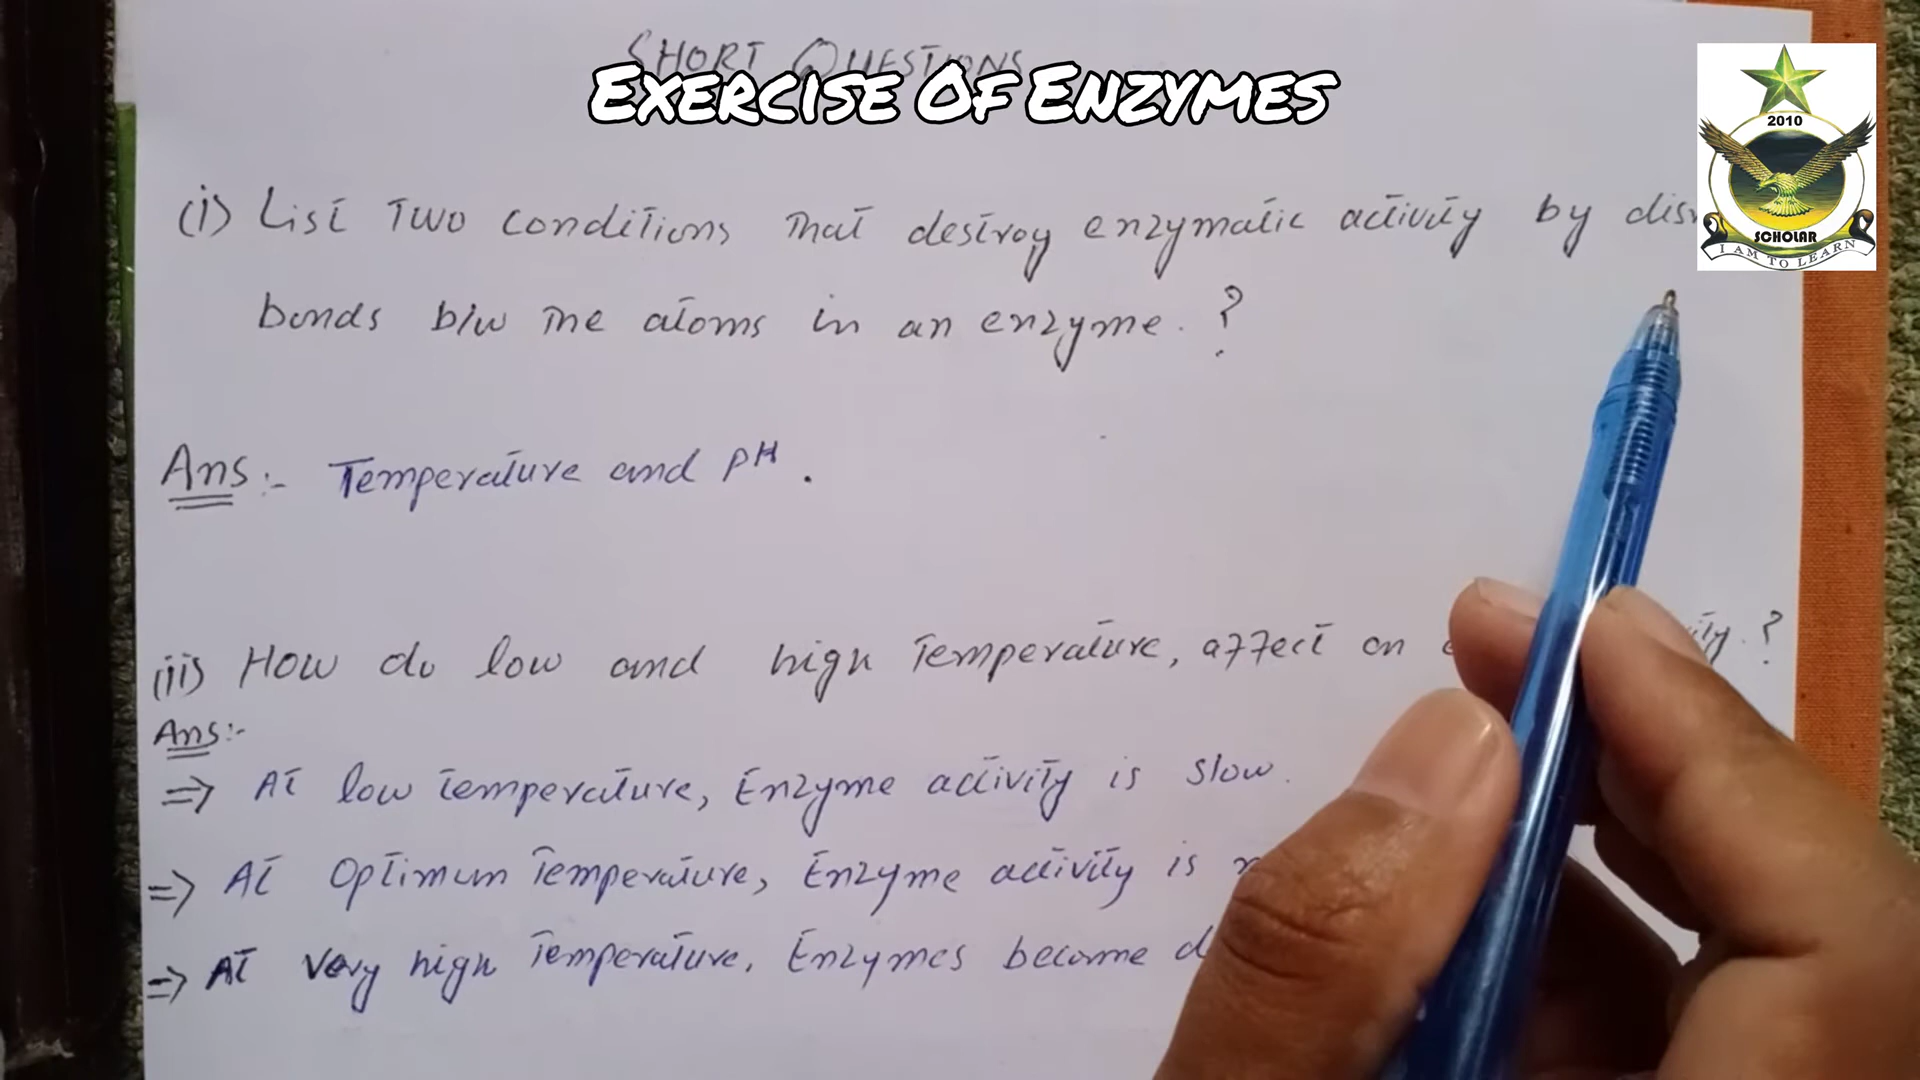 SHORT QUESTIONS
EXERCISE OF ENZYMES
2010
SCHOLAR
I AM TO LEARN
(i) List Two conditions That destroy enzymatic activity by
bonds b/w The atoms in an enzyme. ?
Ans:- Temperature and pH.
(ii) How do low and high Temperature, affect on ?
Ans:-
=> At low temperature, Enzyme activity is slow.
=> At Optimum Temperature, Enzyme activity is
=> At Very high Temperature, Enzymes become